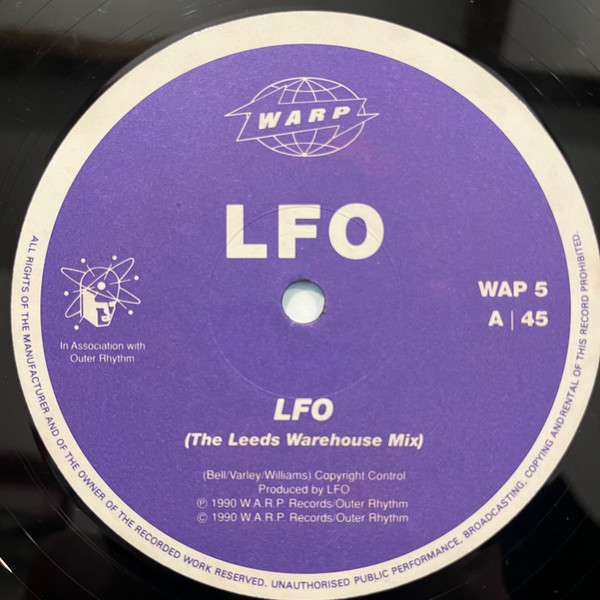 WARP
LFO
WAP 5
A | 45
In Association with
Outer Rhythm
LFO
(The Leeds Warehouse Mix)
(Bell/Varley/Williams) Copyright Control
Produced by LFO
℗ 1990 W.A.R.P. Records/Outer Rhythm
© 1990 W.A.R.P. Records/Outer Rhythm
ALL RIGHTS OF THE MANUFACTURER AND OF THE OWNER OF THE RECORDED WORK RESERVED. UNAUTHORISED PUBLIC PERFORMANCE, BROADCASTING, COPYING AND RENTAL OF THIS RECORD PROHIBITED.